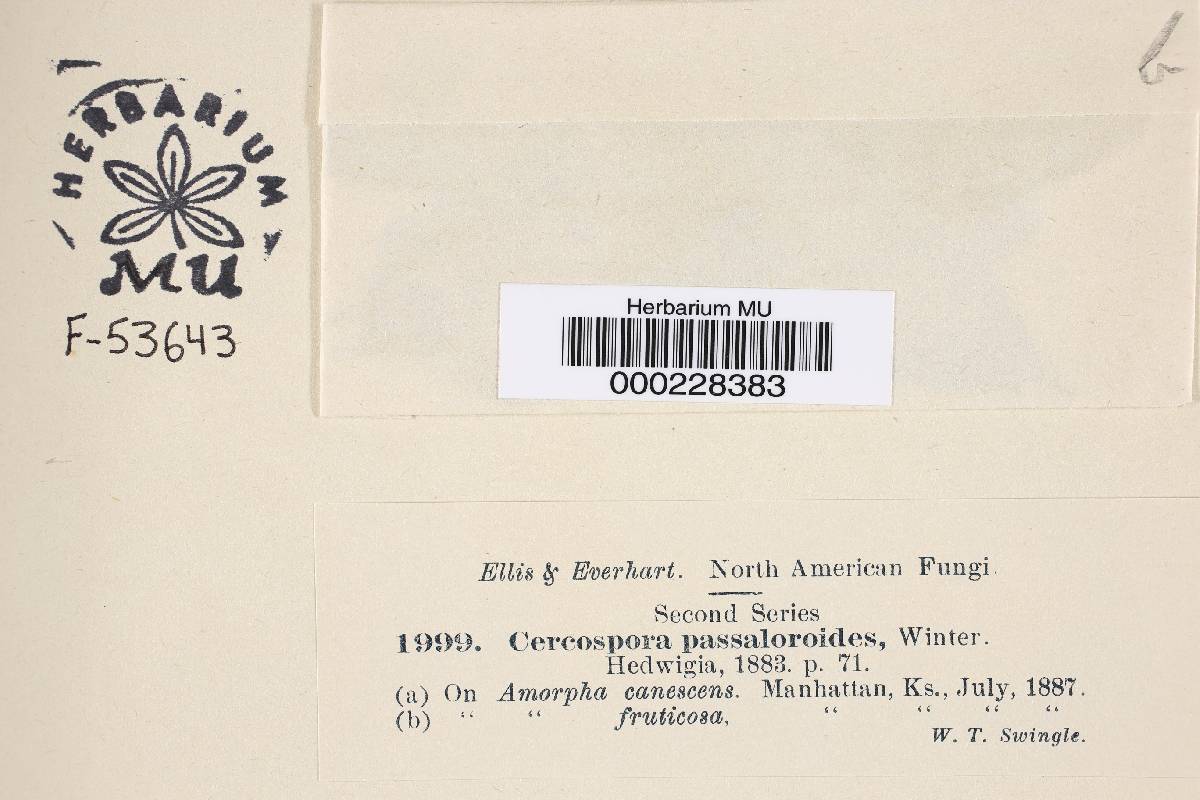 b
HERBARIUM
MU
F-53643
Herbarium MU
000228383
Ellis & Everhart. North American Fungi.
Second Series
1999. Cercospora passaloroides, Winter.
Hedwigia, 1883. p. 71.
(a) On Amorpha canescens. Manhattan, Ks., July, 1887.
(b) " " fruticosa, " " " "
W. T. Swingle.